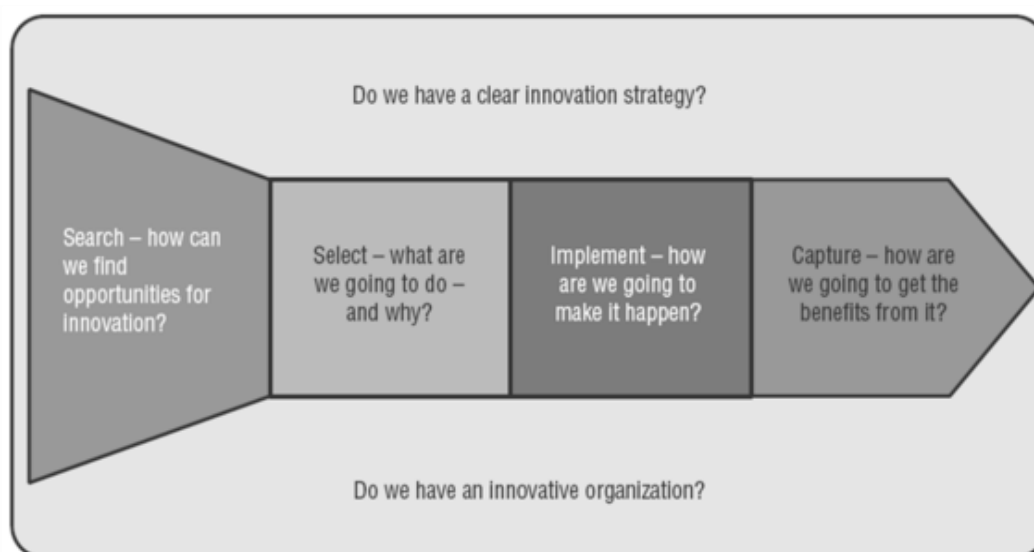 Do we have a clear innovation strategy?
Search – how can
we find
opportunities for
innovation?
Select – what are
we going to do –
and why?
Implement – how
are we going to
make it happen?
Capture – how are
we going to get the
benefits from it?
Do we have an innovative organization?